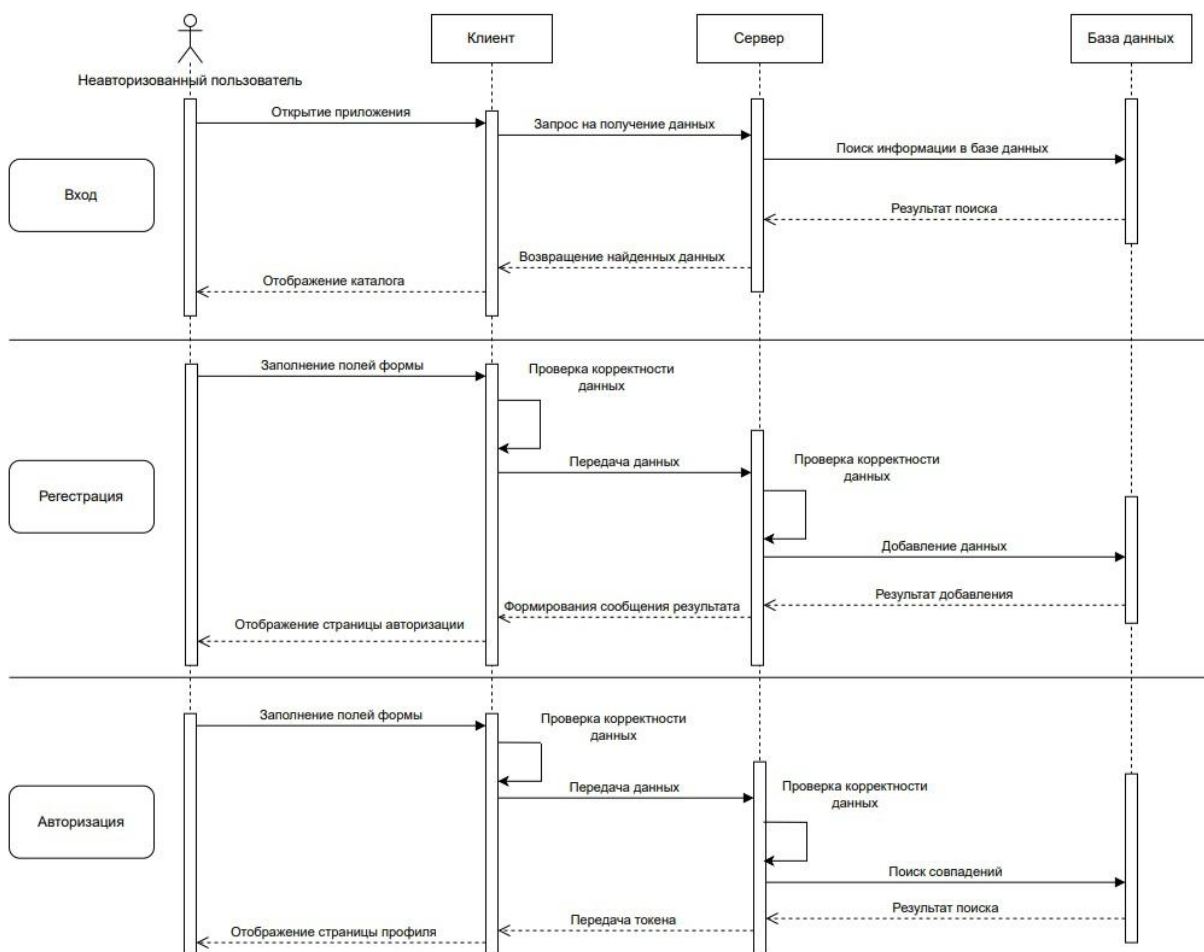 Клиент
Сервер
База данных
Неавторизованный пользователь
Открытие приложения
Запрос на получение данных
Поиск информации в базе данных
Вход
Результат поиска
Возвращение найденных данных
Отображение каталога
Заполнение полей формы
Проверка корректности
данных
Передача данных
Проверка корректности
данных
Регестрация
Добавление данных
Результат добавления
Формирования сообщения результата
Отображение страницы авторизации
Заполнение полей формы
Проверка корректности
данных
Передача данных
Проверка корректности
данных
Авторизация
Поиск совпадений
Результат поиска
Передача токена
Отображение страницы профиля